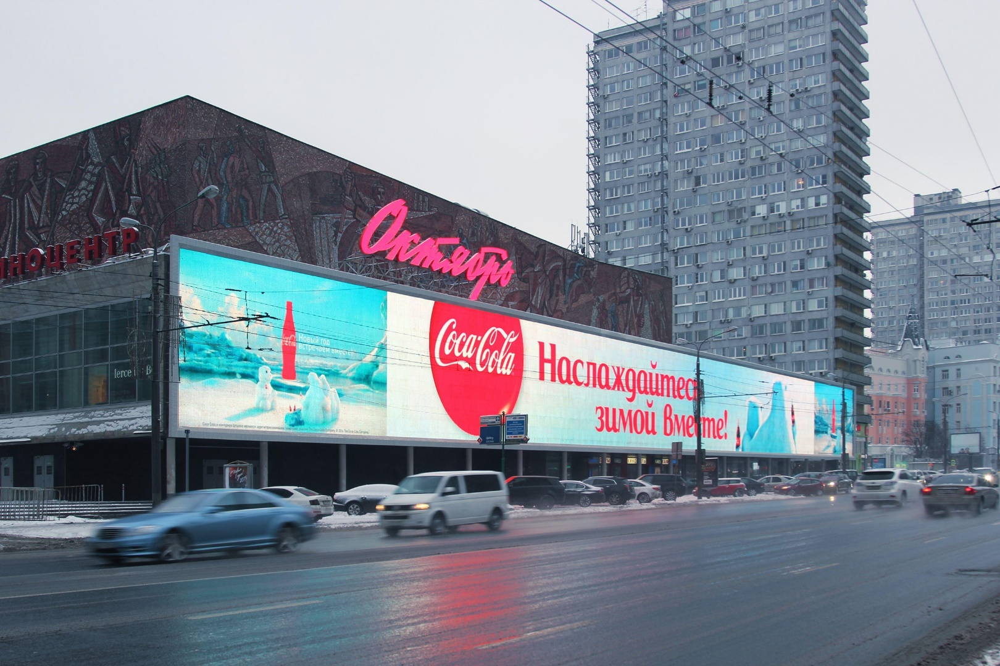 Октябрь
иноцентр
Новый год
встречаем вместе!
Coca-Cola
Наслаждайтесь
зимой вместе!